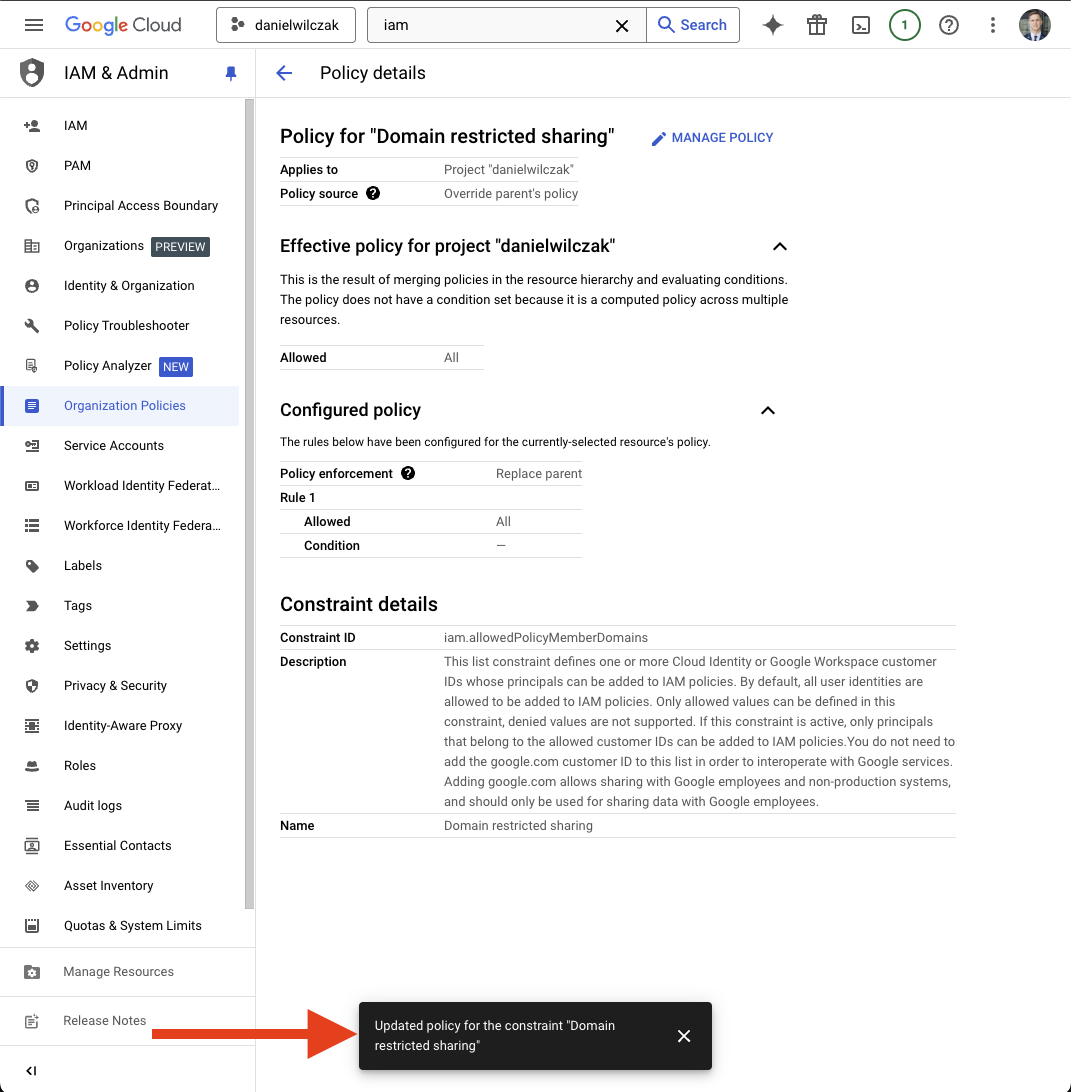 Google Cloud
danielwilczak
iam
Search
1
IAM & Admin
Policy details
IAM
PAM
Principal Access Boundary
Organizations PREVIEW
Identity & Organization
Policy Troubleshooter
Policy Analyzer NEW
Organization Policies
Service Accounts
Workload Identity Federat...
Workforce Identity Federa...
Labels
Tags
Settings
Privacy & Security
Identity-Aware Proxy
Roles
Audit logs
Essential Contacts
Asset Inventory
Quotas & System Limits
Manage Resources
Release Notes
Policy for "Domain restricted sharing"
MANAGE POLICY
Applies to Project "danielwilczak"
Policy source ? Override parent's policy
Effective policy for project "danielwilczak"
This is the result of merging policies in the resource hierarchy and evaluating conditions.
The policy does not have a condition set because it is a computed policy across multiple
resources.
Allowed All
Configured policy
The rules below have been configured for the currently-selected resource's policy.
Policy enforcement ? Replace parent
Rule 1
Allowed All
Condition —
Constraint details
Constraint ID iam.allowedPolicyMemberDomains
Description This list constraint defines one or more Cloud Identity or Google Workspace customer
IDs whose principals can be added to IAM policies. By default, all user identities are
allowed to be added to IAM policies. Only allowed values can be defined in this
constraint, denied values are not supported. If this constraint is active, only principals
that belong to the allowed customer IDs can be added to IAM policies.You do not need to
add the google.com customer ID to this list in order to interoperate with Google services.
Adding google.com allows sharing with Google employees and non-production systems,
and should only be used for sharing data with Google employees.
Name Domain restricted sharing
Updated policy for the constraint "Domain
restricted sharing"